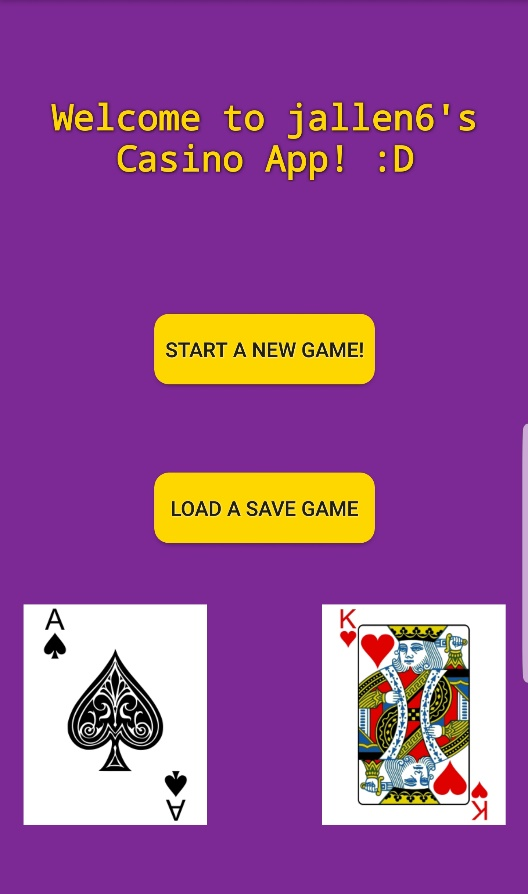 Welcome to jallen6's
Casino App! :D
START A NEW GAME!
LOAD A SAVE GAME
A
K
A
K